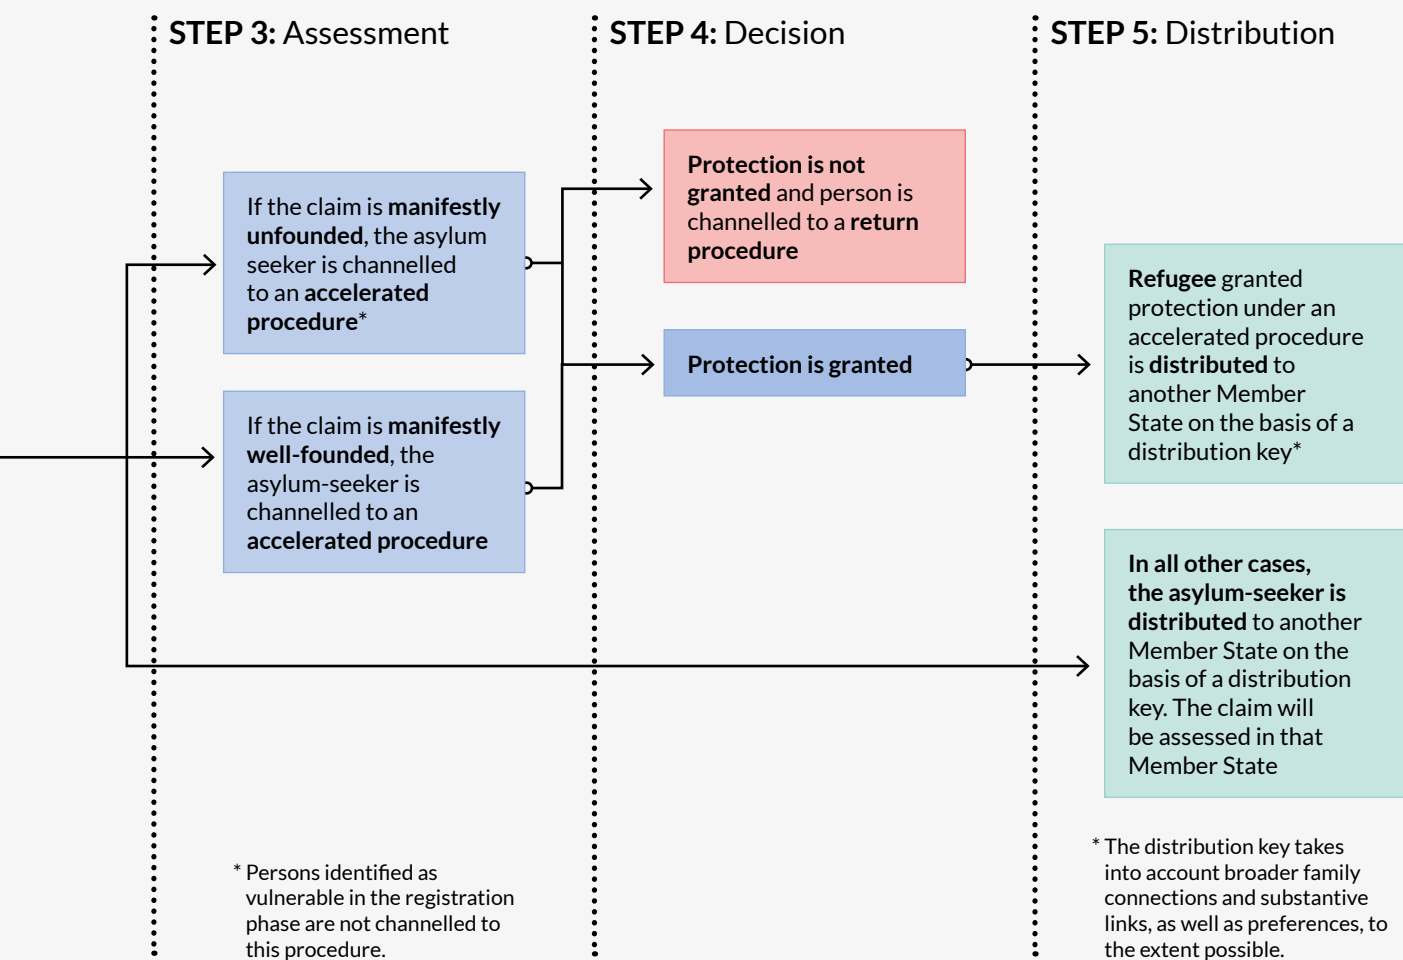 STEP 3: Assessment
If the claim is manifestly
unfounded, the asylum
seeker is channelled
to an accelerated
procedure*
If the claim is manifestly
well-founded, the
asylum-seeker is
channelled to an
accelerated procedure
* Persons identified as
vulnerable in the registration
phase are not channelled to
this procedure.
STEP 4: Decision
Protection is not
granted and person is
channelled to a return
procedure
Protection is granted
STEP 5: Distribution
Refugee granted
protection under an
accelerated procedure
is distributed to
another Member
State on the basis of a
distribution key*
In all other cases,
the asylum-seeker is
distributed to another
Member State on the
basis of a distribution
key. The claim will
be assessed in that
Member State
* The distribution key takes
into account broader family
connections and substantive
links, as well as preferences, to
the extent possible.